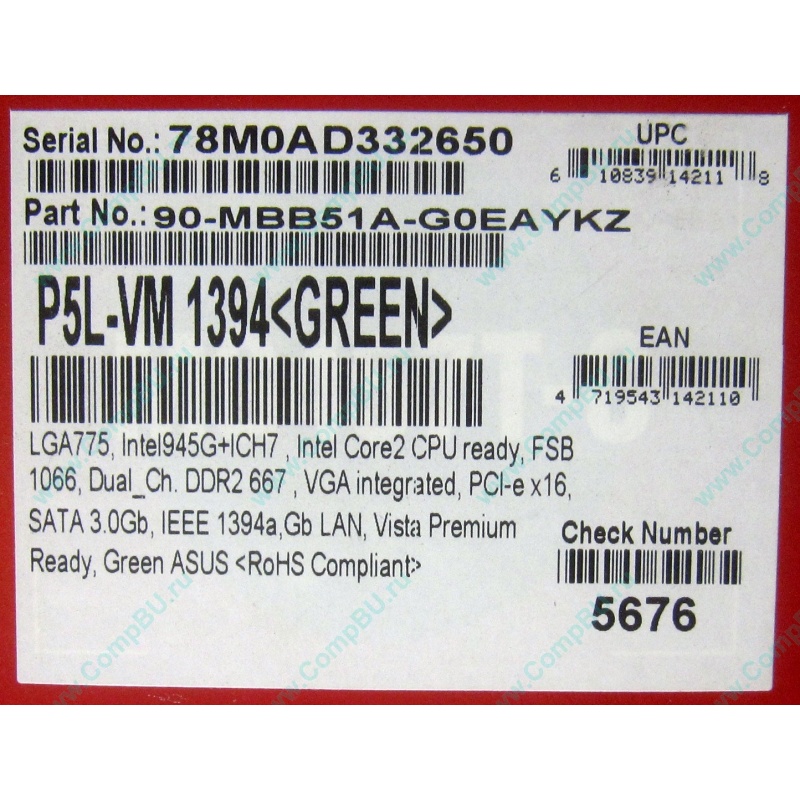 Serial No.: 78M0AD332650
UPC
6 10839 14211 8
Part No.: 90-MBB51A-G0EAYKZ
P5L-VM 1394<GREEN>
EAN
4 719543 142110
LGA775, Intel945G+ICH7 , Intel Core2 CPU ready, FSB
1066, Dual_Ch. DDR2 667 , VGA integrated, PCI-e x16,
SATA 3.0Gb, IEEE 1394a,Gb LAN, Vista Premium
Ready, Green ASUS <RoHS Compliant>
Check Number
5676
www.CompBU.ru